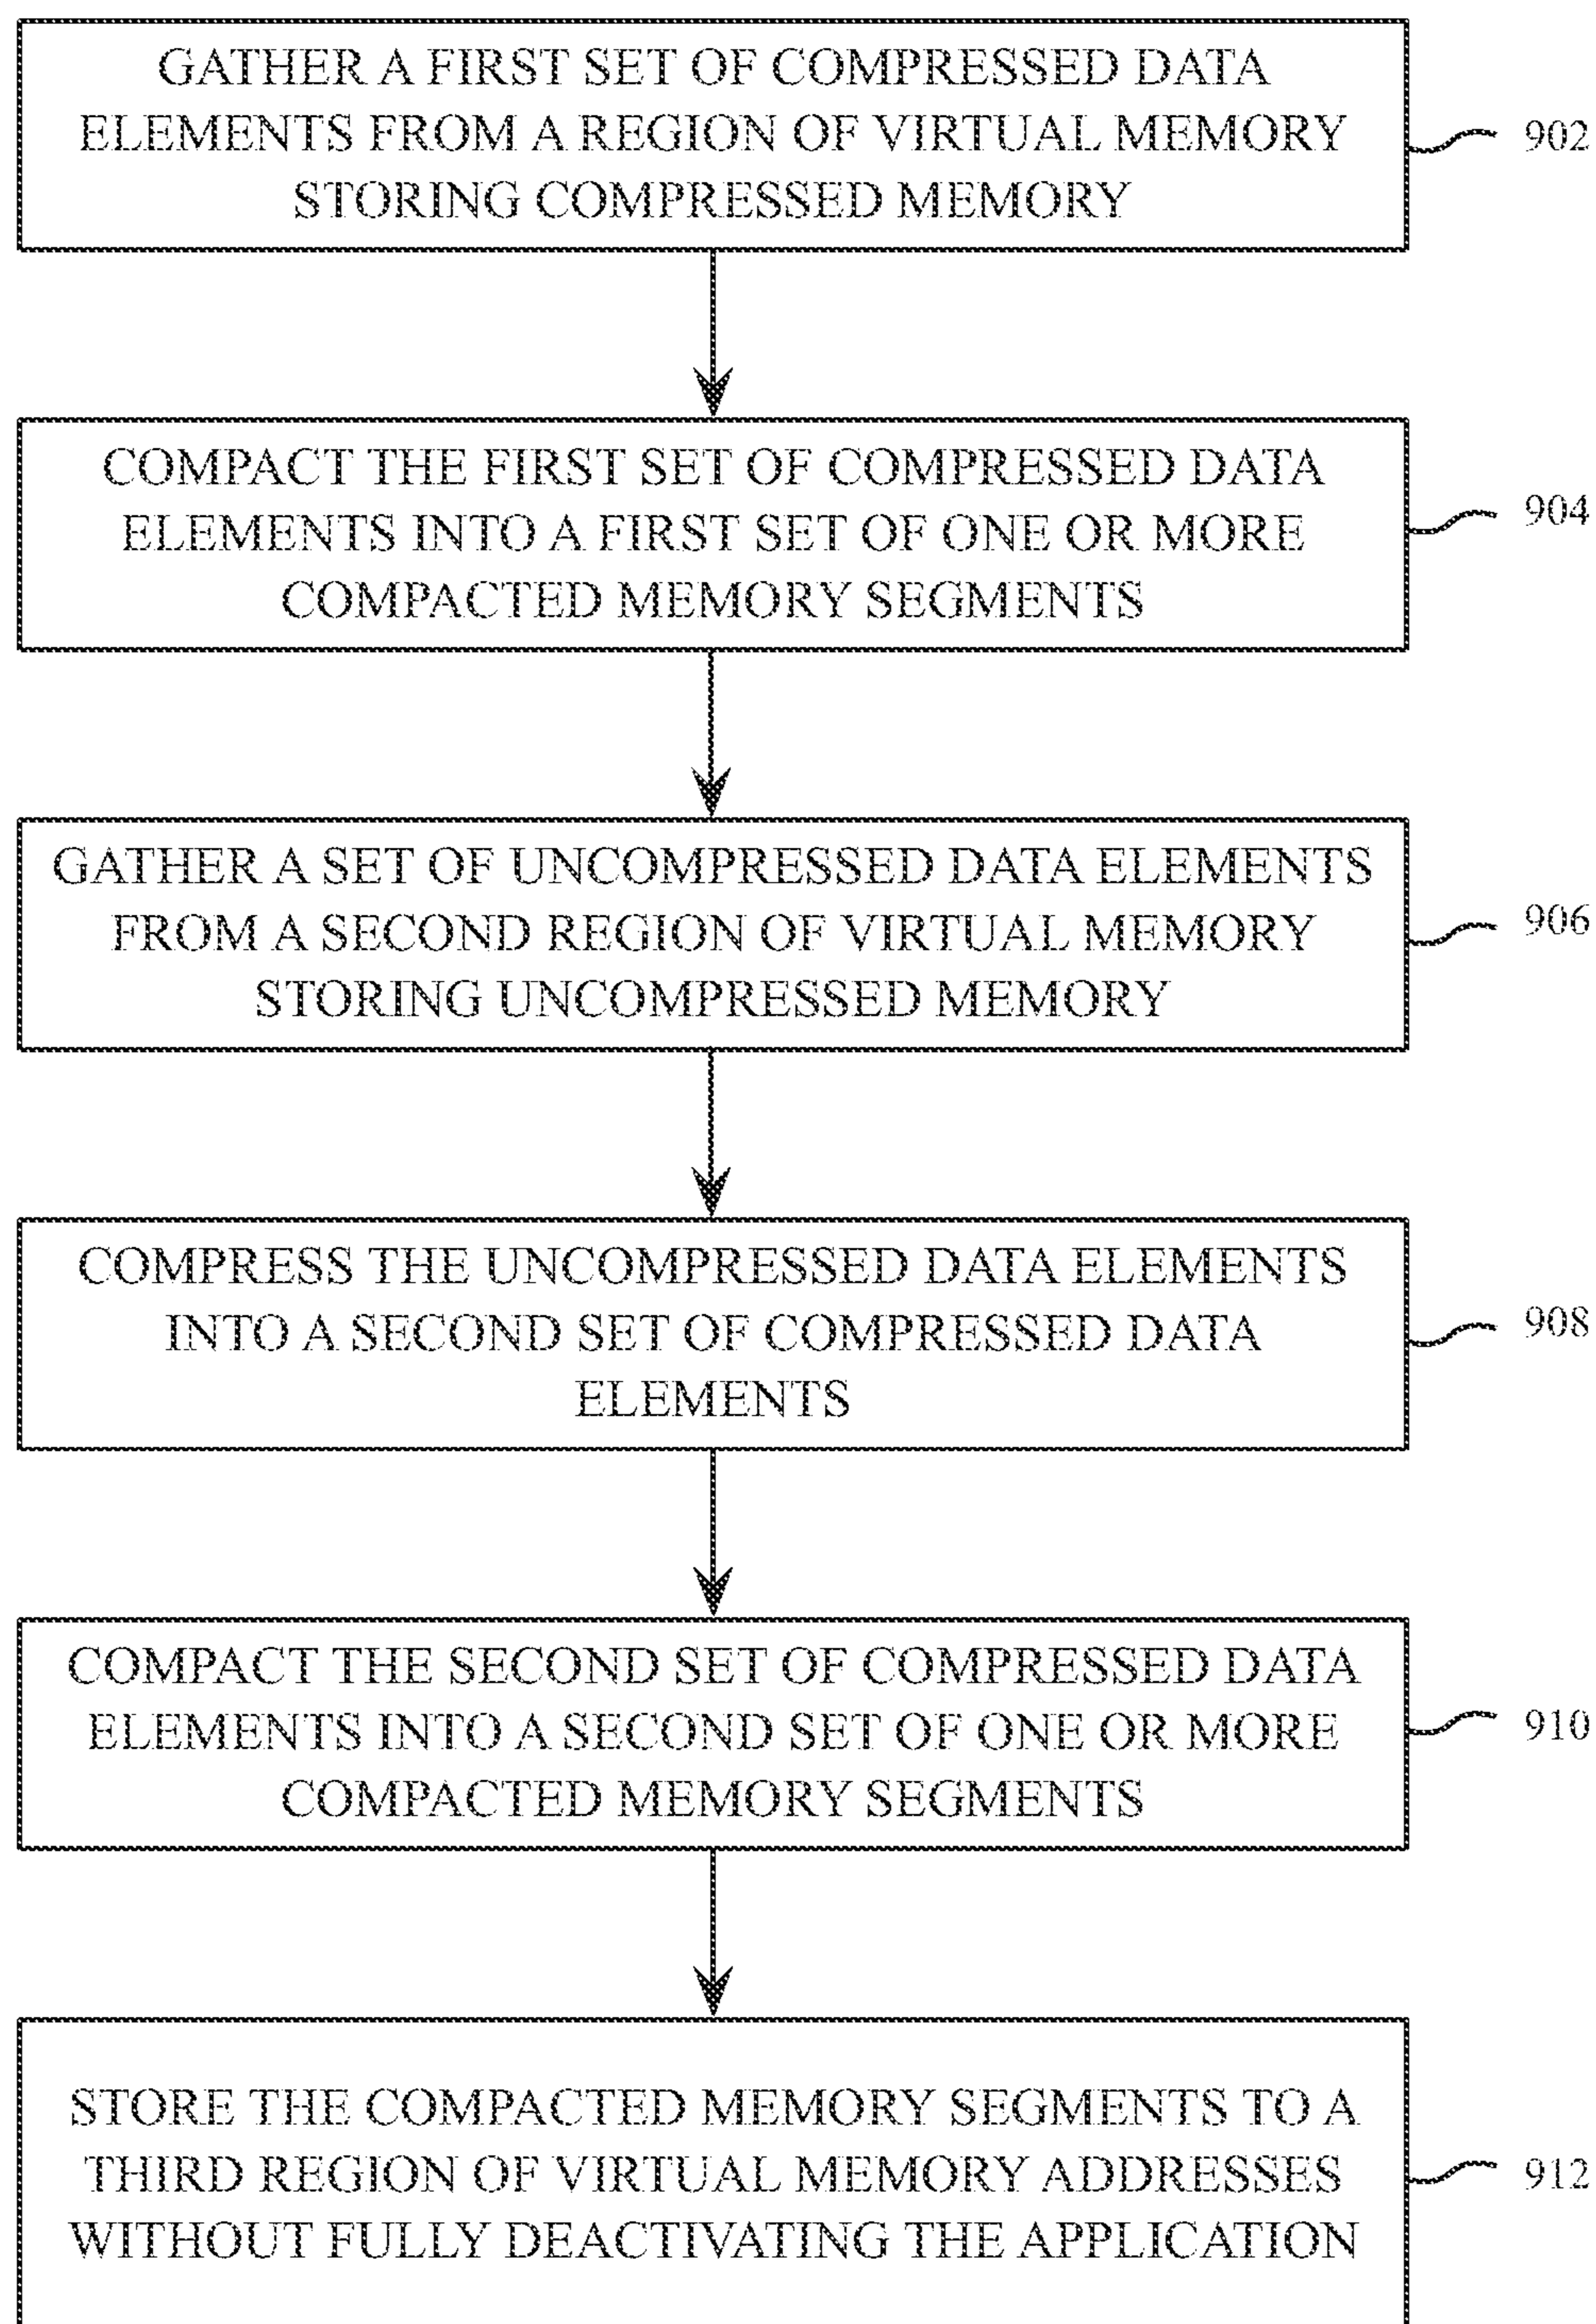 GATHER A FIRST SET OF COMPRESSED DATA
ELEMENTS FROM A REGION OF VIRTUAL MEMORY
STORING COMPRESSED MEMORY
902
COMPACT THE FIRST SET OF COMPRESSED DATA
ELEMENTS INTO A FIRST SET OF ONE OR MORE
COMPACTED MEMORY SEGMENTS
904
GATHER A SET OF UNCOMPRESSED DATA ELEMENTS
FROM A SECOND REGION OF VIRTUAL MEMORY
STORING UNCOMPRESSED MEMORY
906
COMPRESS THE UNCOMPRESSED DATA ELEMENTS
INTO A SECOND SET OF COMPRESSED DATA
ELEMENTS
908
COMPACT THE SECOND SET OF COMPRESSED DATA
ELEMENTS INTO A SECOND SET OF ONE OR MORE
COMPACTED MEMORY SEGMENTS
910
STORE THE COMPACTED MEMORY SEGMENTS TO A
THIRD REGION OF VIRTUAL MEMORY ADDRESSES
WITHOUT FULLY DEACTIVATING THE APPLICATION
912